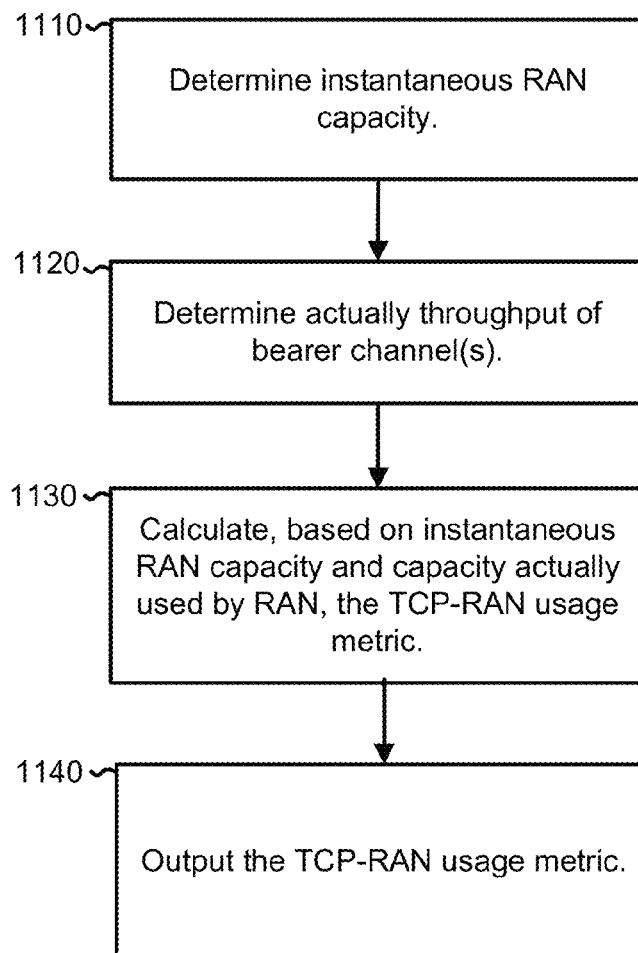 1110
Determine instantaneous RAN
capacity.
1120
Determine actually throughput of
bearer channel(s).
1130
Calculate, based on instantaneous
RAN capacity and capacity actually
used by RAN, the TCP-RAN usage
metric.
1140
Output the TCP-RAN usage metric.